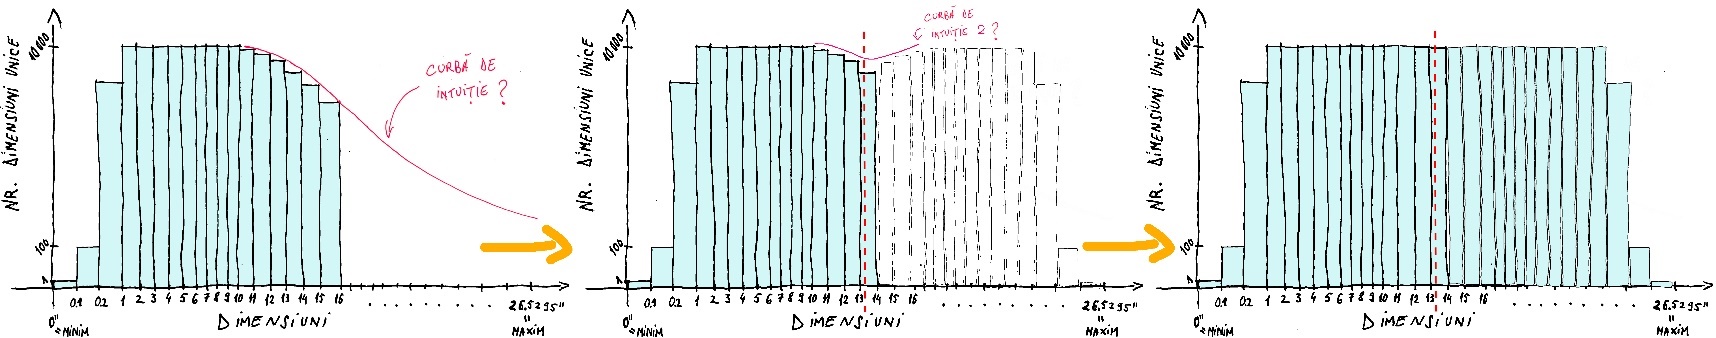 NR. DIMENSIUNI UNICE
10 000
100
1
CURBĂ DE
INTUIȚIE?
0.1 0.2 1 2 3 4 5 6 7 8 9 10 11 12 13 14 15 16
26,5295"
0"
=MINIM
DIMENSIUNI
"
MAXIM
NR. DIMENSIUNI UNICE
10 000
100
1
CURBĂ DE
INTUIȚIE 2?
0.1 0.2 1 2 3 4 5 6 7 8 9 10 11 12 13 14 15 16
26,5295"
0"
=MINIM
DIMENSIUNI
"
MAXIM
NR. DIMENSIUNI UNICE
10 000
100
1
0.1 0.2 1 2 3 4 5 6 7 8 9 10 11 12 13 14 15 16
26,5295"
0"
=MINIM
DIMENSIUNI
"
MAXIM